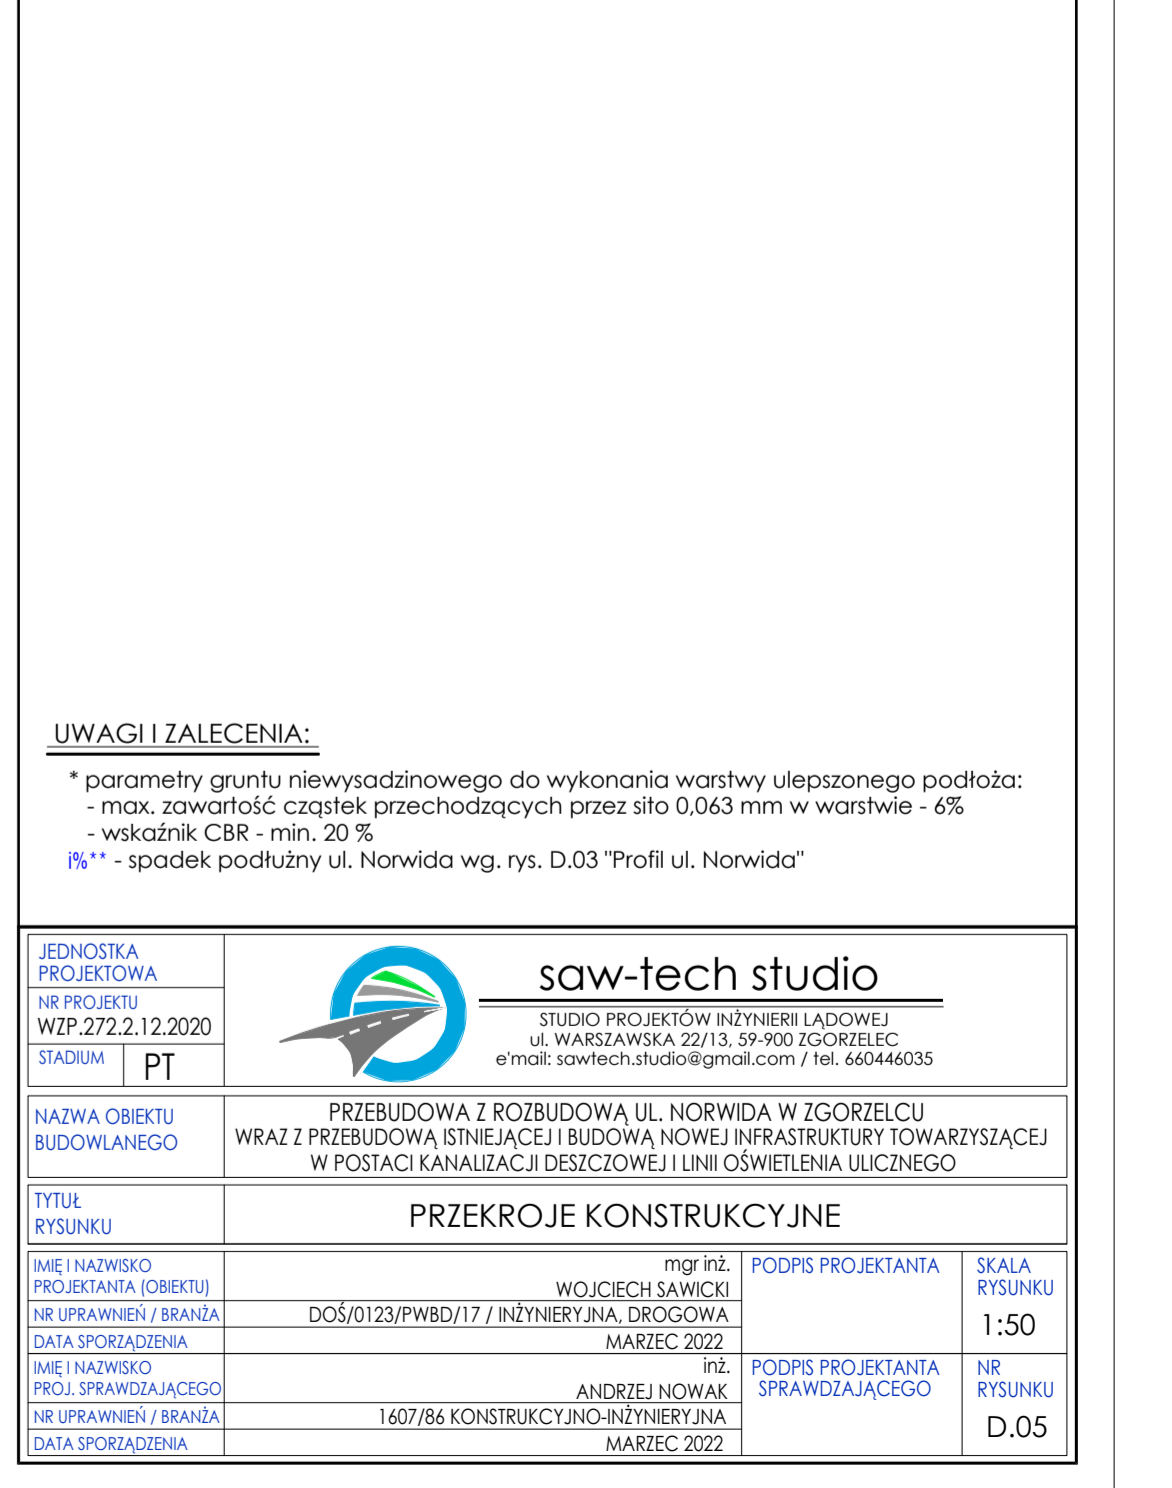 UWAGI I ZALECENIA:
* parametry gruntu niewysadzinowego do wykonania warstwy ulepszonego podłoża:
- max. zawartość cząstek przechodzących przez sito 0,063 mm w warstwie - 6%
- wskaźnik CBR - min. 20 %
i%** - spadek podłużny ul. Norwida wg. rys. D.03 "Profil ul. Norwida"
JEDNOSTKA
PROJEKTOWA
NR PROJEKTU
WZP.272.2.12.2020
STADIUM PT
saw-tech studio
STUDIO PROJEKTÓW INŻYNIERII LĄDOWEJ
ul. WARSZAWSKA 22/13, 59-900 ZGORZELEC
e'mail: sawtech.studio@gmail.com / tel. 660446035
NAZWA OBIEKTU
BUDOWLANEGO
PRZEBUDOWA Z ROZBUDOWĄ UL. NORWIDA W ZGORZELCU
WRAZ Z PRZEBUDOWĄ ISTNIEJĄCEJ I BUDOWĄ NOWEJ INFRASTRUKTURY TOWARZYSZĄCEJ
W POSTACI KANALIZACJI DESZCZOWEJ I LINII OŚWIETLENIA ULICZNEGO
TYTUŁ
RYSUNKU
PRZEKROJE KONSTRUKCYJNE
IMIĘ I NAZWISKO
PROJEKTANTA (OBIEKTU)
mgr inż.
WOJCIECH SAWICKI
NR UPRAWNIEŃ / BRANŻA
DOŚ/0123/PWBD/17 / INŻYNIERYJNA, DROGOWA
DATA SPORZĄDZENIA
MARZEC 2022
PODPIS PROJEKTANTA
SKALA
RYSUNKU
1:50
IMIĘ I NAZWISKO
PROJ. SPRAWDZAJĄCEGO
inż.
ANDRZEJ NOWAK
NR UPRAWNIEŃ / BRANŻA
1607/86 KONSTRUKCYJNO-INŻYNIERYJNA
DATA SPORZĄDZENIA
MARZEC 2022
PODPIS PROJEKTANTA
SPRAWDZAJĄCEGO
NR
RYSUNKU
D.05